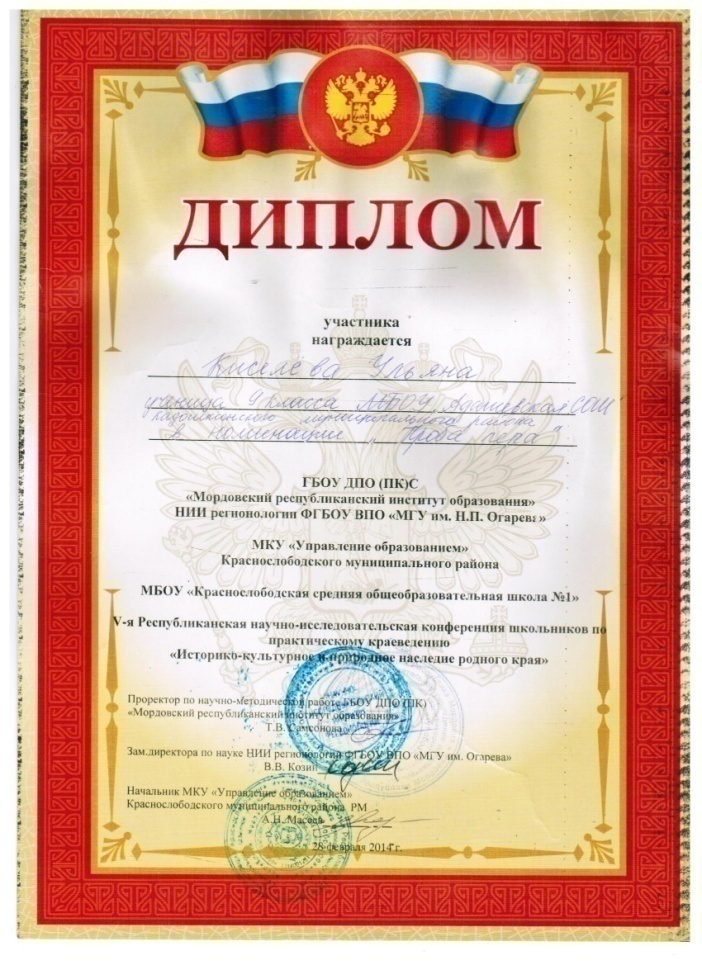 ДИПЛОМ
участника
награждается
Киселева Ульяна
ученица 9 класса МБОУ "Адашевская СОШ"
Кадошкинского муниципального района
в номинации "Проба пера"
ГБОУ ДПО (ПК)С
«Мордовский республиканский институт образования»
НИИ регионологии ФГБОУ ВПО «МГУ им. Н.П. Огарева»
МКУ «Управление образованием»
Краснослободского муниципального района
МБОУ «Краснослободская средняя общеобразовательная школа №1»
V-я Республиканская научно-исследовательская конференция школьников по
практическому краеведению
«Историко-культурное и природное наследие родного края»
Проректор по научно-методической работе ГБОУ ДПО (ПК)
«Мордовский республиканский институт образования»
Т.В. Самсонова
Зам.директора по науке НИИ регионологии ФГБОУ ВПО «МГУ им. Огарева»
В.В. Козин
Начальник МКУ «Управление образованием»
Краснослободского муниципального района РМ
А.Н. Масеев
28 февраля 2014 г.